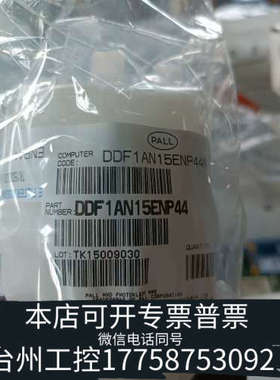 PALL
COMPUTER
CODE: DDF1AN15ENP44
PART
NUMBER: DDF1AN15ENP44
QUANTITY
LOT: TK15009030
本店可开专票普票
微信电话同号
台州工控17758753092